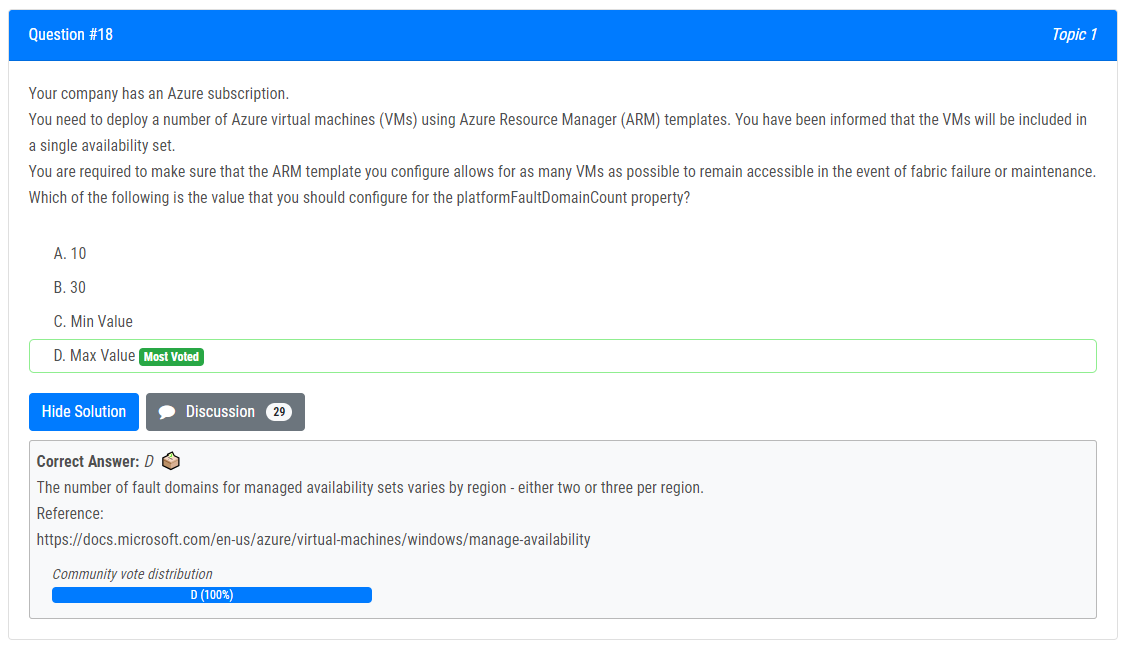 Question #18
Topic 1
Your company has an Azure subscription.
You need to deploy a number of Azure virtual machines (VMs) using Azure Resource Manager (ARM) templates. You have been informed that the VMs will be included in
a single availability set.
You are required to make sure that the ARM template you configure allows for as many VMs as possible to remain accessible in the event of fabric failure or maintenance.
Which of the following is the value that you should configure for the platformFaultDomainCount property?
A. 10
B. 30
C. Min Value
D. Max Value Most Voted
Hide Solution Discussion 29
Correct Answer: D
The number of fault domains for managed availability sets varies by region - either two or three per region.
Reference:
https://docs.microsoft.com/en-us/azure/virtual-machines/windows/manage-availability
Community vote distribution
D (100%)